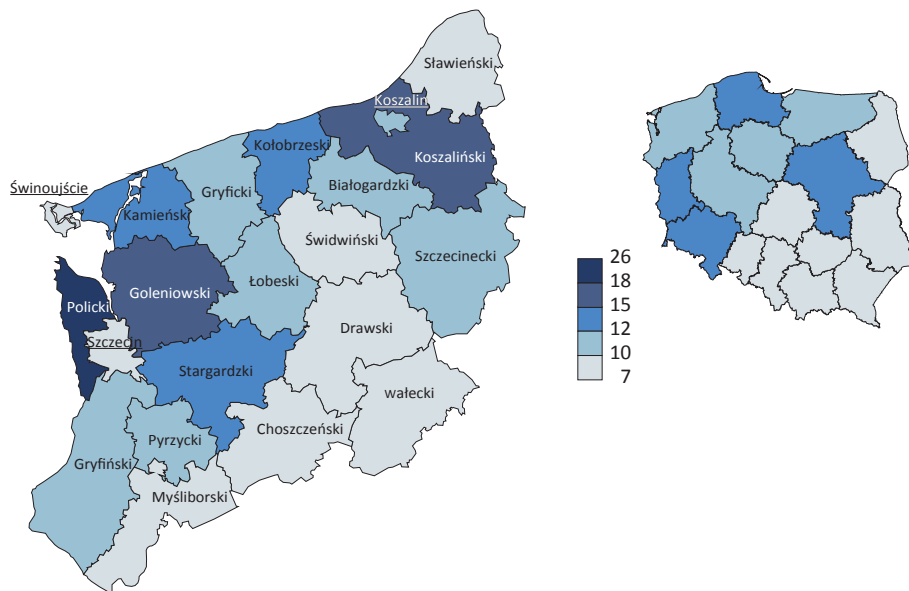 Sławieński
Koszalin
Kołobrzeski
Koszaliński
Świnoujście
Gryficki
Białogardzki
Kamieński
Świdwiński
Szczecinecki
Łobeski
Goleniowski
Policki
Drawski
Szczecin
Stargardzki
wałecki
Choszczeński
Pyrzycki
Gryfiński
Myśliborski
26
18
15
12
10
7